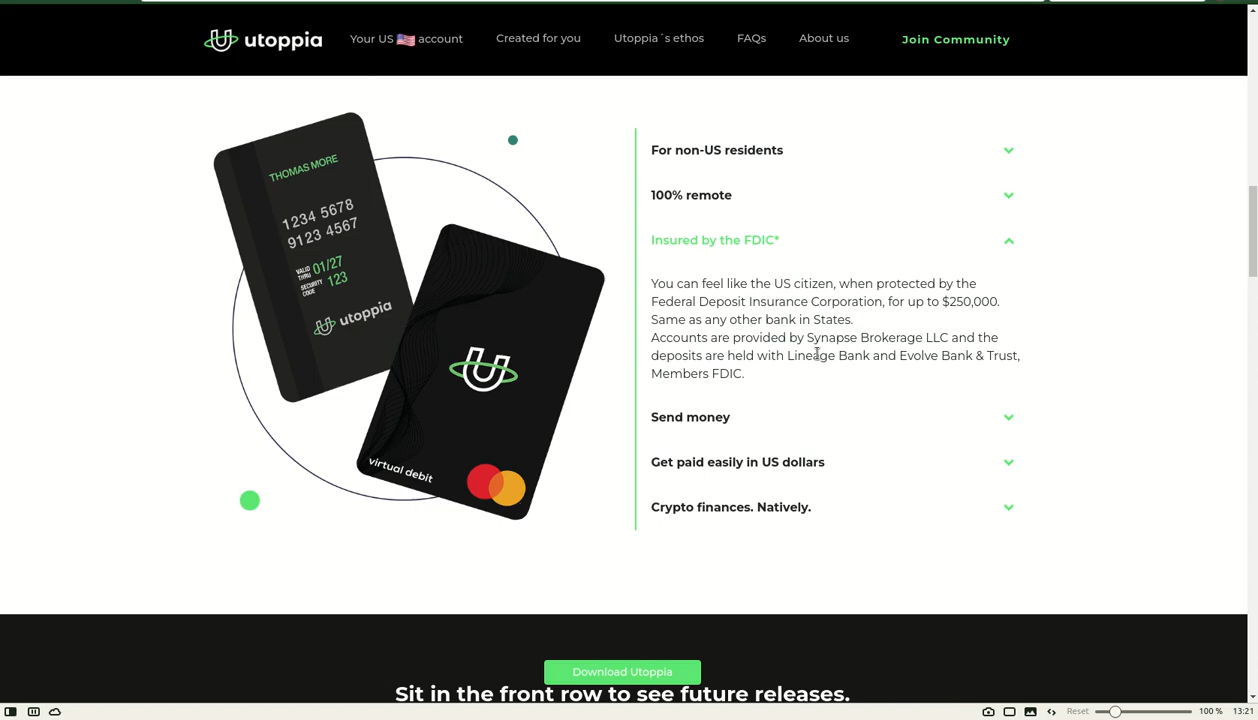 utoppia
Your US account
Created for you
Utoppia´s ethos
FAQs
About us
Join Community
THOMAS MORE
1234 5678
9123 4567
VALID THRU 01/27
SECURITY CODE 123
utoppia
virtual debit
For non-US residents
100% remote
Insured by the FDIC*
You can feel like the US citizen, when protected by the
Federal Deposit Insurance Corporation, for up to $250,000.
Same as any other bank in States.
Accounts are provided by Synapse Brokerage LLC and the
deposits are held with Lineage Bank and Evolve Bank & Trust,
Members FDIC.
Send money
Get paid easily in US dollars
Crypto finances. Natively.
Download Utoppia
Sit in the front row to see future releases.
Reset
100 %
13:21